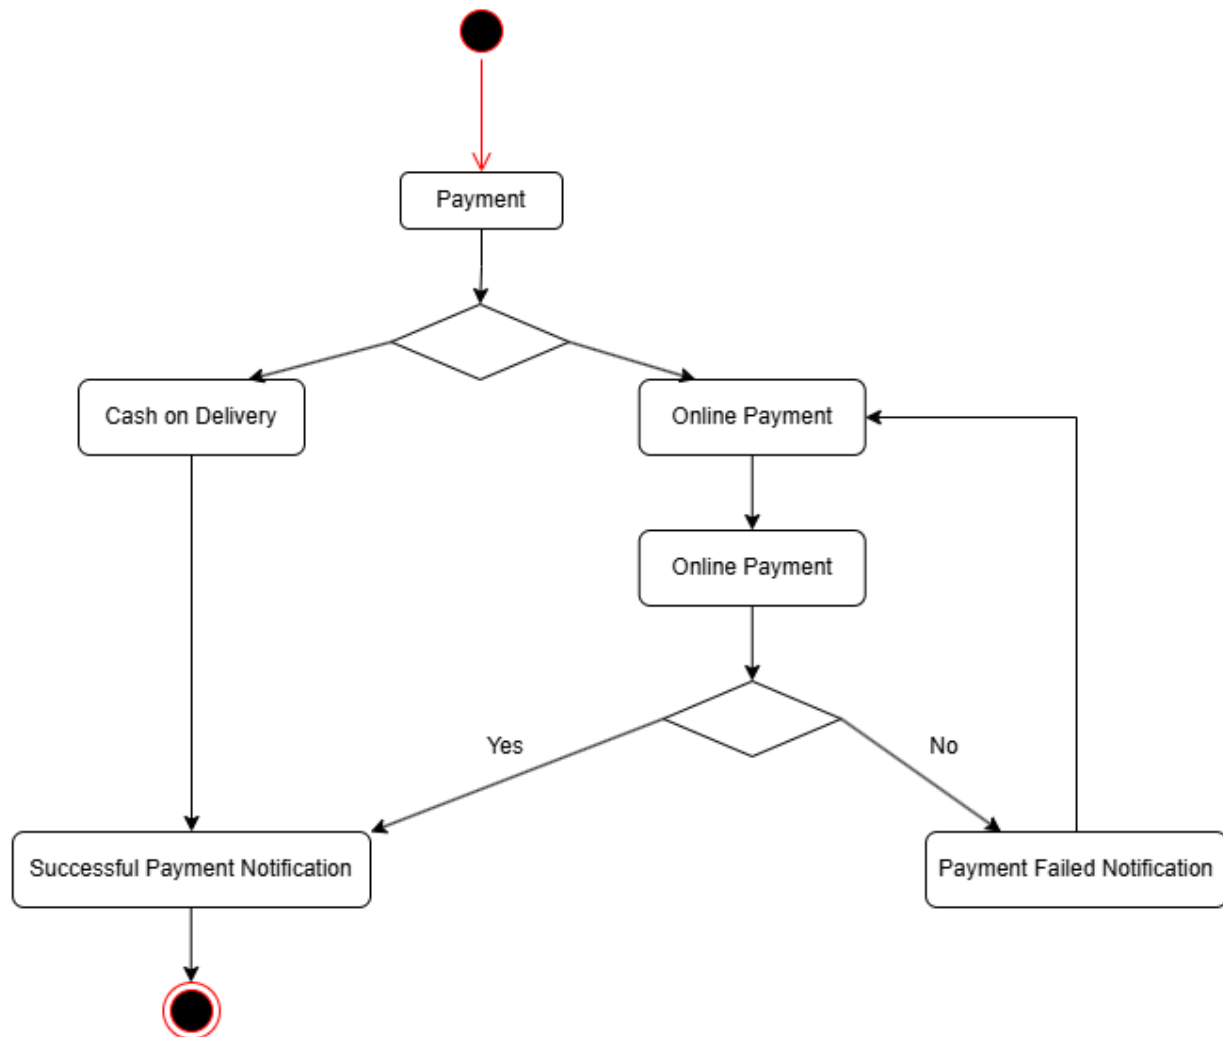 Payment
Cash on Delivery
Online Payment
Online Payment
Yes
No
Successful Payment Notification
Payment Failed Notification